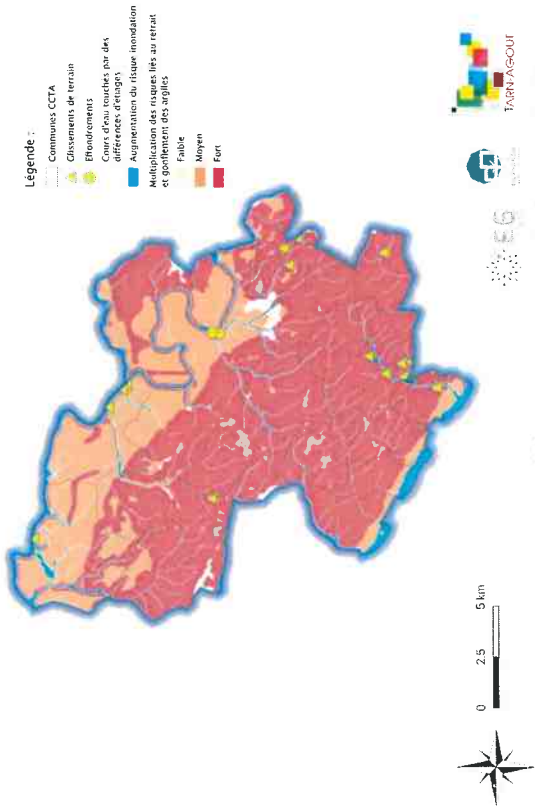 Légende :
Communes CCTA
Glissements de terrain
Effondrements
Cours d'eau touchés par des
différences d'étiages
Augmentation du risque inondation
Multiplication des risques liés au retrait
et gonflement des argiles
Faible
Moyen
Fort
0 2.5 5 km
TARN-AGOUT